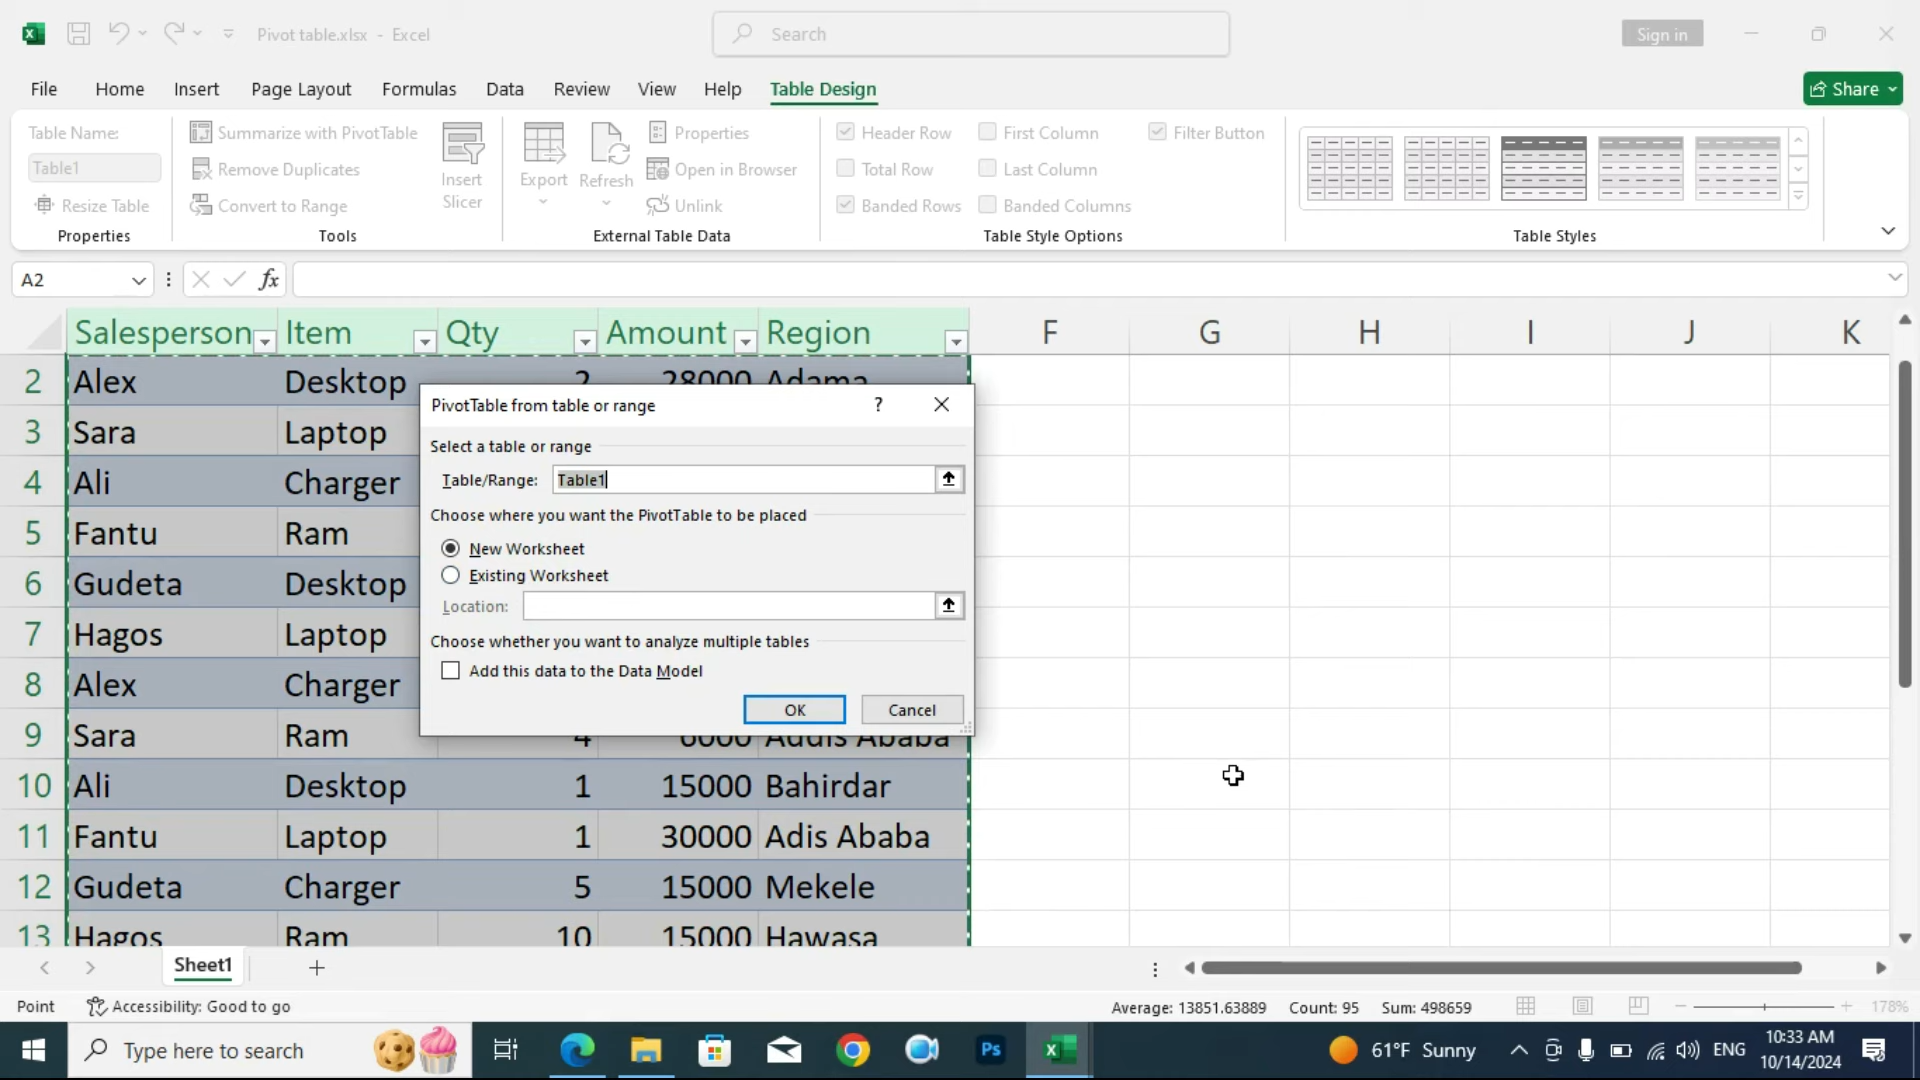 Pivot table.xlsx - Excel
Search
Sign in
File Home Insert Page Layout Formulas Data Review View Help Table Design
Share
Table Name:
Table1
Resize Table
Properties
Summarize with PivotTable
Remove Duplicates
Convert to Range
Tools
Insert
Slicer
Export
Refresh
Properties
Open in Browser
Unlink
External Table Data
Header Row First Column Filter Button
Total Row Last Column
Banded Rows Banded Columns
Table Style Options
Table Styles
A2
fx
Salesperson Item Qty Amount Region F G H I J K
2 Alex Desktop 2 28000 Adama
3 Sara Laptop
4 Ali Charger
5 Fantu Ram
6 Gudeta Desktop
7 Hagos Laptop
8 Alex Charger
9 Sara Ram 4 6000 Addis Ababa
10 Ali Desktop 1 15000 Bahirdar
11 Fantu Laptop 1 30000 Adis Ababa
12 Gudeta Charger 5 15000 Mekele
13 Hagos Ram 10 15000 Hawasa
PivotTable from table or range
?
Select a table or range
Table/Range: Table1
Choose where you want the PivotTable to be placed
New Worksheet
Existing Worksheet
Location:
Choose whether you want to analyze multiple tables
Add this data to the Data Model
OK Cancel
Sheet1
Point Accessibility: Good to go Average: 13851.63889 Count: 95 Sum: 498659 178%
Type here to search
Ps
61°F Sunny
ENG
10:33 AM
10/14/2024